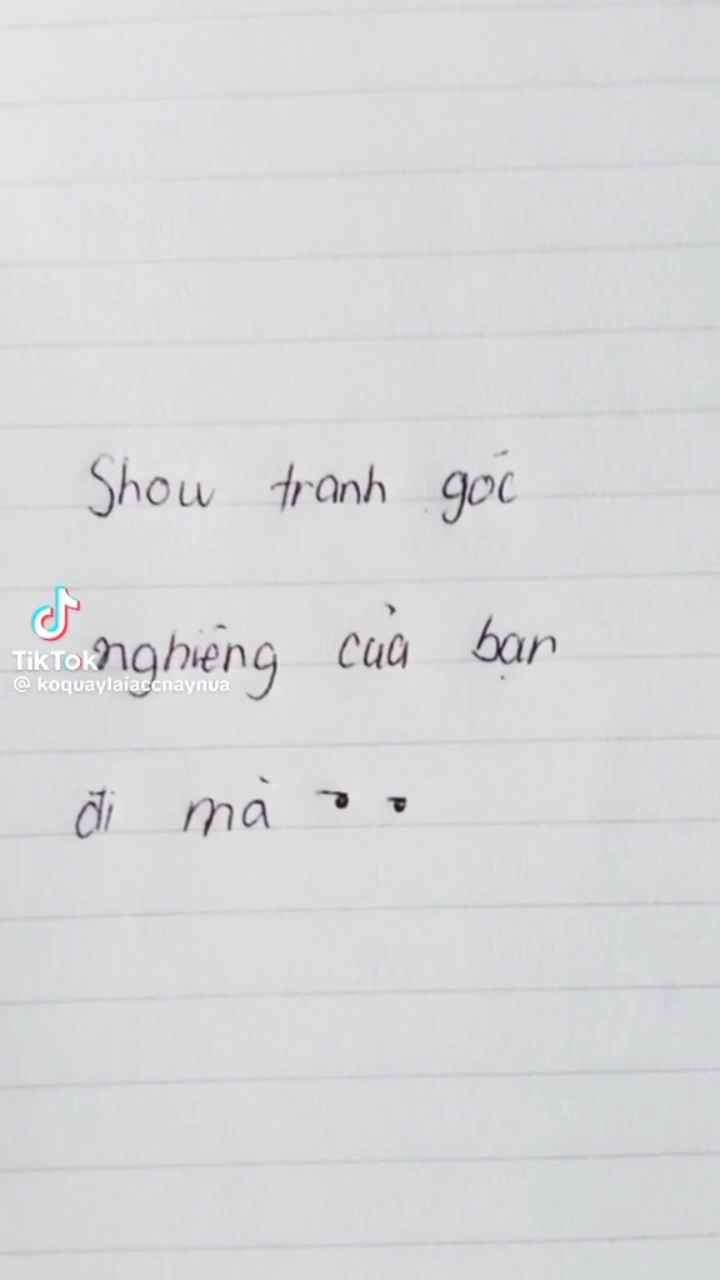 Show tranh góc
TikTok nghiêng của bạn
@ koquaylaiaccnaynua
đi mà